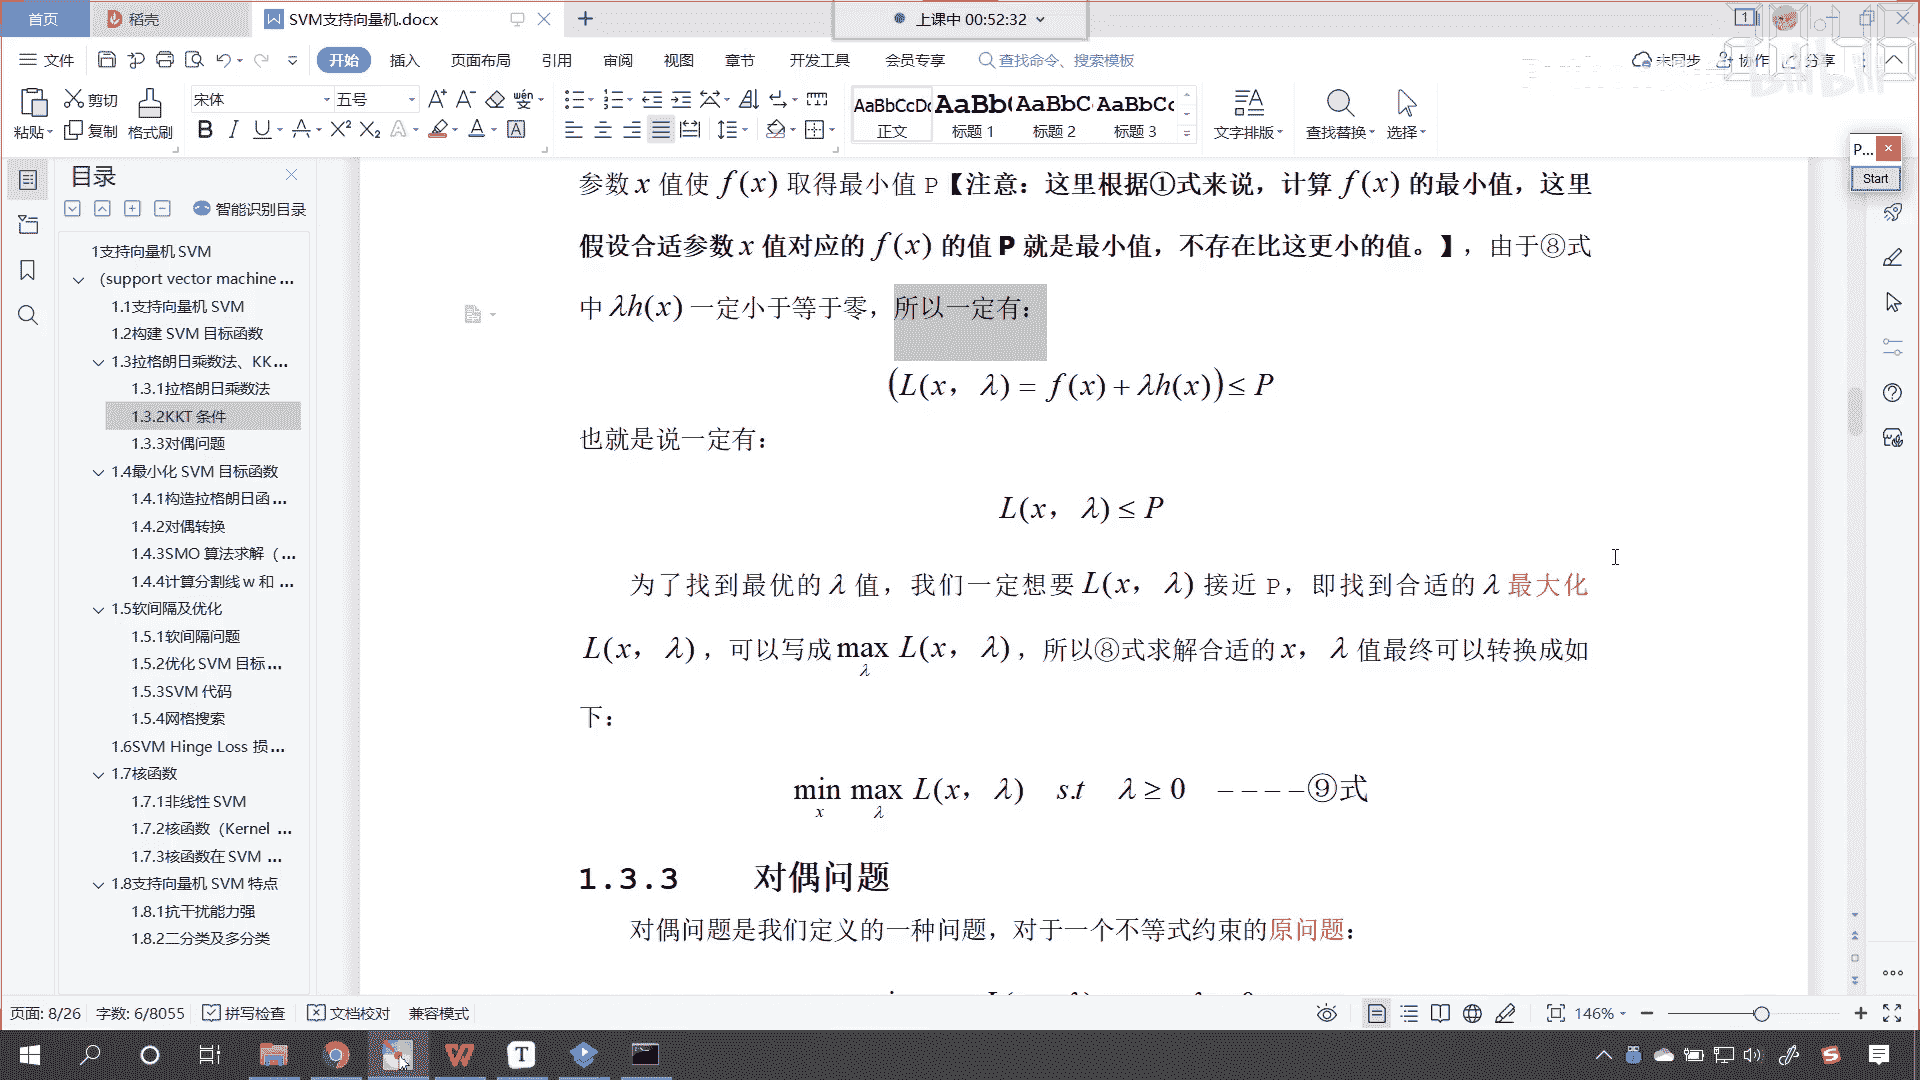 首页 稻壳 SVM支持向量机.docx + 上课中 00:52:32
文件 开始 插入 页面布局 引用 审阅 视图 章节 开发工具 会员专享 查找命令、搜索模板 未同步 协作 分享
粘贴 剪切 复制 格式刷 宋体 五号 AaBbCcDd 正文 AaBb( 标题 1 AaBbC 标题 2 AaBbCc 标题 3 文字排版 查找替换 选择
P...
Start
目录
智能识别目录
1支持向量机 SVM
（support vector machine ...
1.1支持向量机 SVM
1.2构建 SVM 目标函数
1.3拉格朗日乘数法、KK...
1.3.1拉格朗日乘数法
1.3.2KKT 条件
1.3.3对偶问题
1.4最小化 SVM 目标函数
1.4.1构造拉格朗日函 ...
1.4.2对偶转换
1.4.3SMO 算法求解（ ...
1.4.4计算分割线 w 和 ...
1.5软间隔及优化
1.5.1软间隔问题
1.5.2优化 SVM 目标...
1.5.3SVM 代码
1.5.4网格搜索
1.6SVM Hinge Loss 损...
1.7核函数
1.7.1非线性 SVM
1.7.2核函数（Kernel ...
1.7.3核函数在 SVM ...
1.8支持向量机 SVM 特点
1.8.1抗干扰能力强
1.8.2二分类及多分类
参数 x 值使 f(x) 取得最小值 P【注意：这里根据①式来说，计算 f(x) 的最小值，这里
假设合适参数 x 值对应的 f(x) 的值 P 就是最小值，不存在比这更小的值。】，由于⑧式
中 λh(x) 一定小于等于零，所以一定有：
(L(x，λ) = f(x) + λh(x)) ≤ P
也就是说一定有：
L(x，λ) ≤ P
为了找到最优的 λ 值，我们一定想要 L(x，λ) 接近 P，即找到合适的 λ 最大化
L(x，λ)，可以写成 max L(x，λ)，所以⑧式求解合适的 x，λ 值最终可以转换成如
λ
下：
min max L(x，λ) s.t λ ≥ 0 ----⑨式
x λ
1.3.3 对偶问题
对偶问题是我们定义的一种问题，对于一个不等式约束的原问题：
页面: 8/26 字数: 6/8055 拼写检查 文档校对 兼容模式 146%